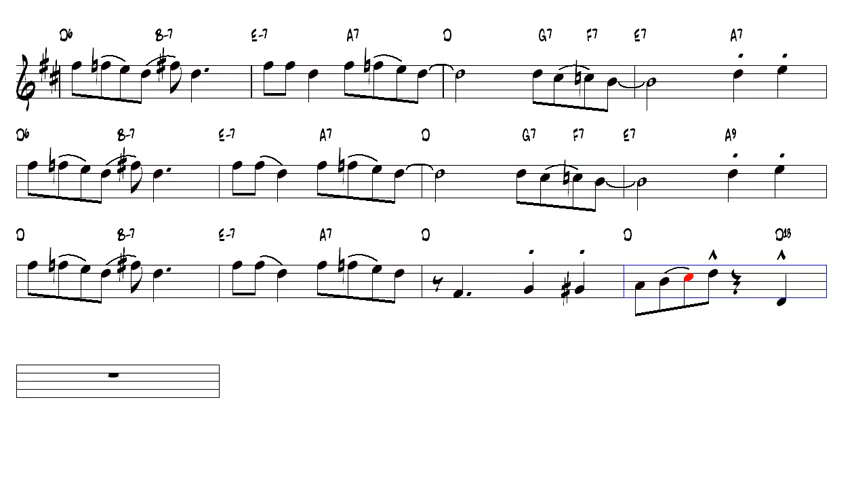 D6 B-7 E-7 A7 D G7 F7 E7 A7
D6 B-7 E-7 A7 D G7 F7 E7 A9
D B-7 E-7 A7 D D D13